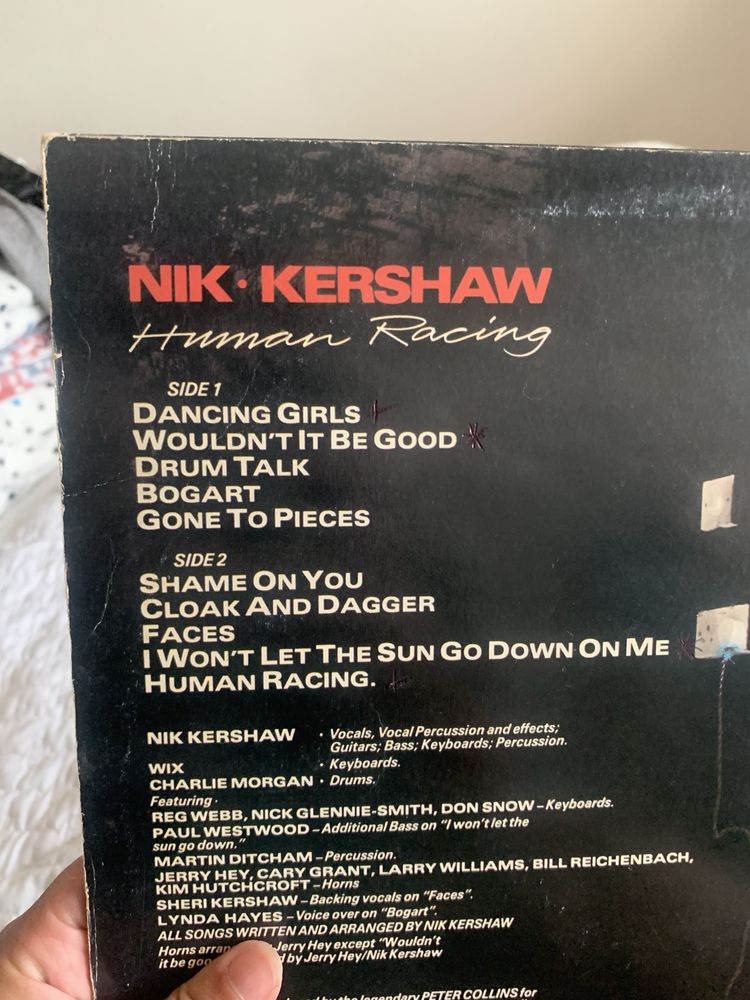 NIK·KERSHAW
Human Racing
SIDE 1
DANCING GIRLS
WOULDN'T IT BE GOOD
DRUM TALK
BOGART
GONE TO PIECES
SIDE 2
SHAME ON YOU
CLOAK AND DAGGER
FACES
I WON'T LET THE SUN GO DOWN ON ME
HUMAN RACING.
NIK KERSHAW · Vocals, Vocal Percussion and effects;
Guitars; Bass; Keyboards; Percussion.
WIX · Keyboards.
CHARLIE MORGAN · Drums.
Featuring·
REG WEBB, NICK GLENNIE-SMITH, DON SNOW – Keyboards.
PAUL WESTWOOD – Additional Bass on "I won't let the
sun go down."
MARTIN DITCHAM – Percussion.
JERRY HEY, CARY GRANT, LARRY WILLIAMS, BILL REICHENBACH,
KIM HUTCHCROFT – Horns
SHERI KERSHAW – Backing vocals on "Faces".
LYNDA HAYES – Voice over on "Bogart".
ALL SONGS WRITTEN AND ARRANGED BY NIK KERSHAW
Horns Jerry Hey except "Wouldn't
it be by Jerry Hey/Nik Kershaw
by the legendary PETER COLLINS for